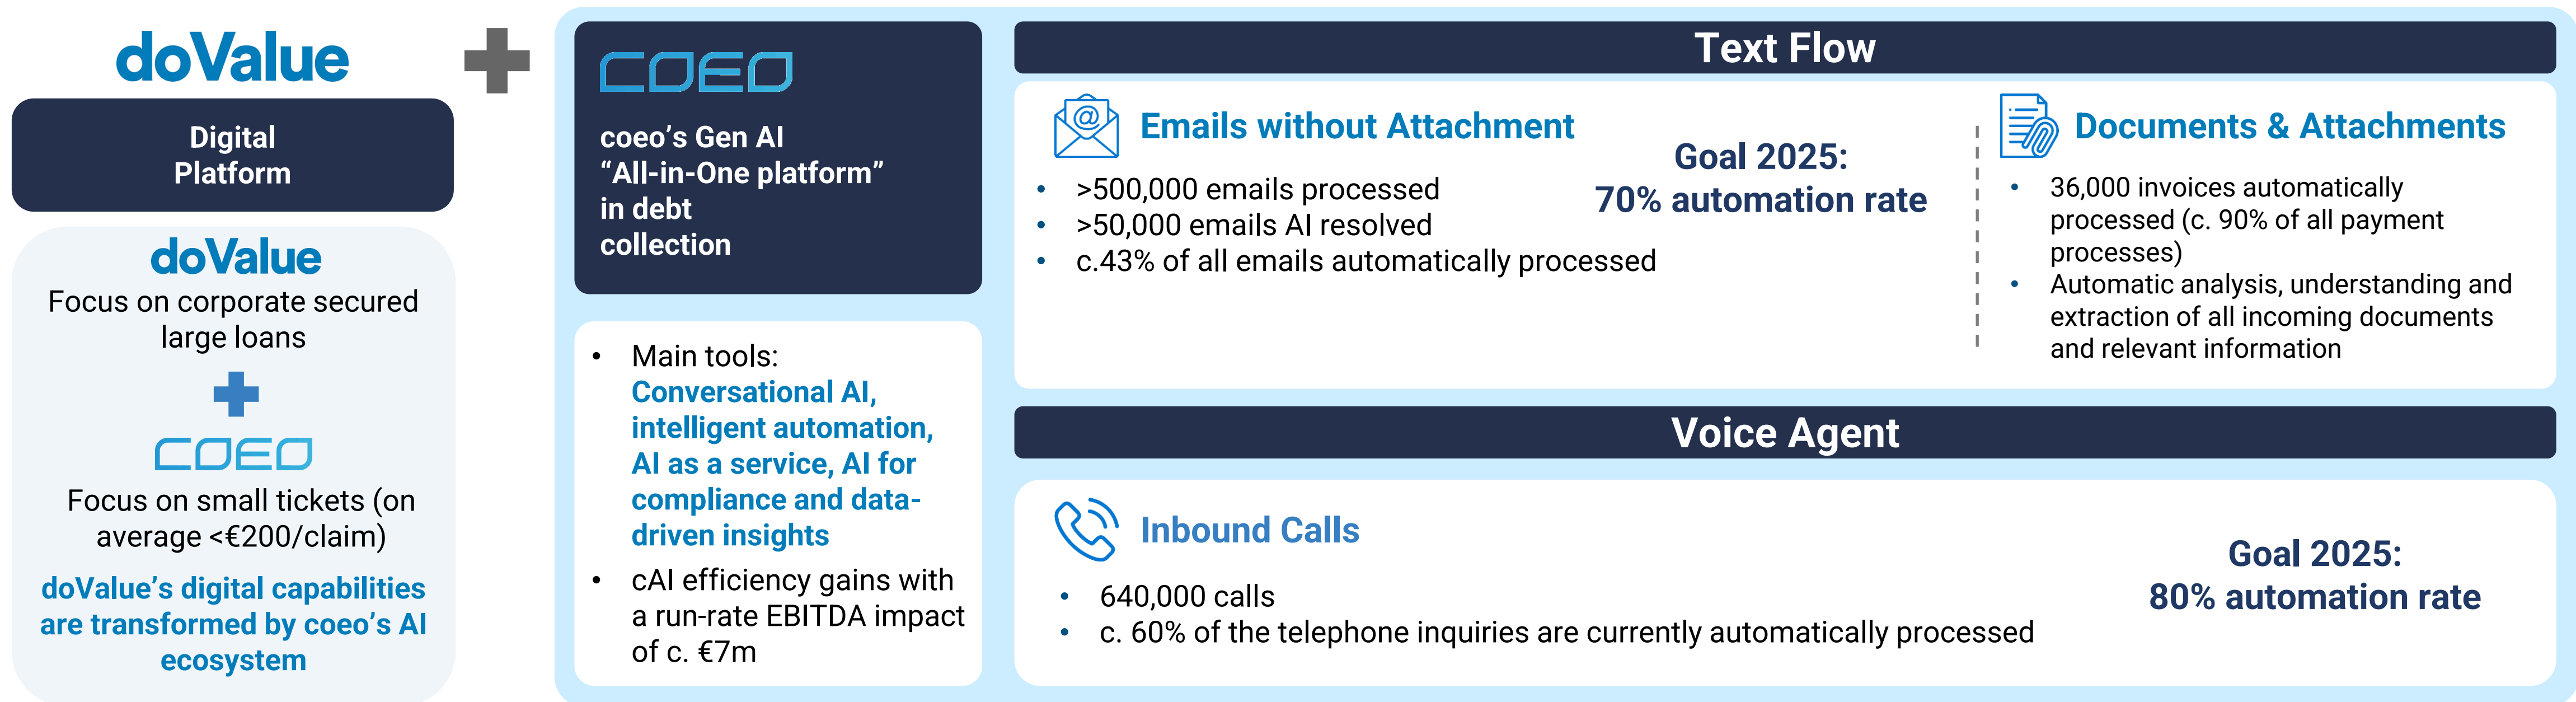 doValue
Digital
Platform
doValue
Focus on corporate secured
large loans
COEO
Focus on small tickets (on
average <€200/claim)
doValue’s digital capabilities
are transformed by coeo’s AI
ecosystem
COEO
coeo’s Gen AI
“All-in-One platform”
in debt
collection
• Main tools:
Conversational AI,
intelligent automation,
AI as a service, AI for
compliance and data-
driven insights
• cAI efficiency gains with
a run-rate EBITDA impact
of c. €7m
Text Flow
Emails without Attachment
• >500,000 emails processed
• >50,000 emails AI resolved
• c.43% of all emails automatically processed
Goal 2025:
70% automation rate
Documents & Attachments
• 36,000 invoices automatically
processed (c. 90% of all payment
processes)
• Automatic analysis, understanding and
extraction of all incoming documents
and relevant information
Voice Agent
Inbound Calls
• 640,000 calls
• c. 60% of the telephone inquiries are currently automatically processed
Goal 2025:
80% automation rate